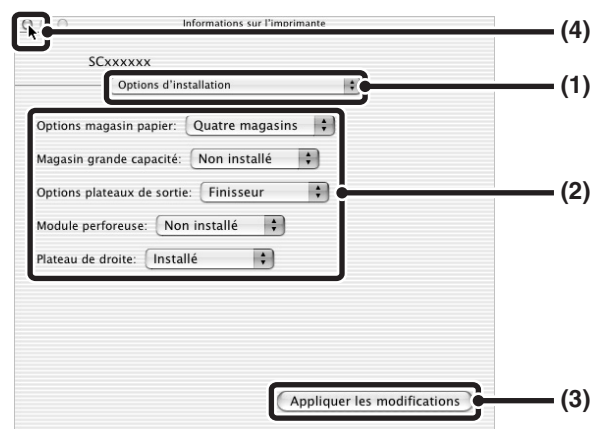 Informations sur l'imprimante
(4)
SCxxxxxx
Options d'installation
(1)
Options magasin papier: Quatre magasins
Magasin grande capacité: Non installé
Options plateaux de sortie: Finisseur
(2)
Module perforeuse: Non installé
Plateau de droite: Installé
Appliquer les modifications
(3)